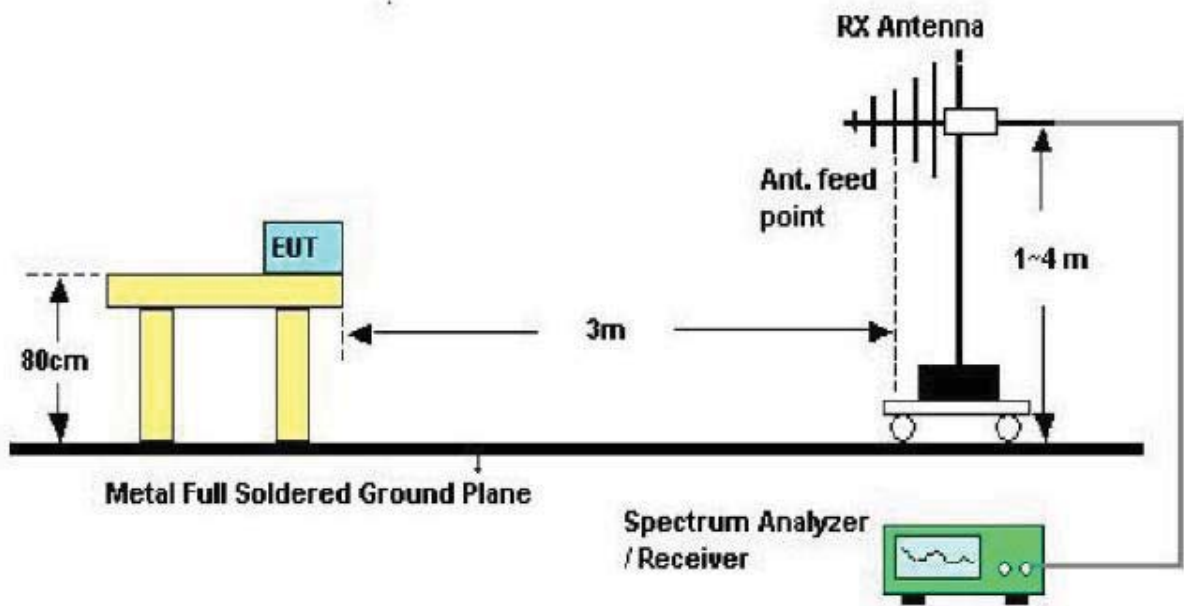 RX Antenna
Ant. feed
point
EUT
1~4 m
3m
80cm
Metal Full Soldered Ground Plane
Spectrum Analyzer
/ Receiver